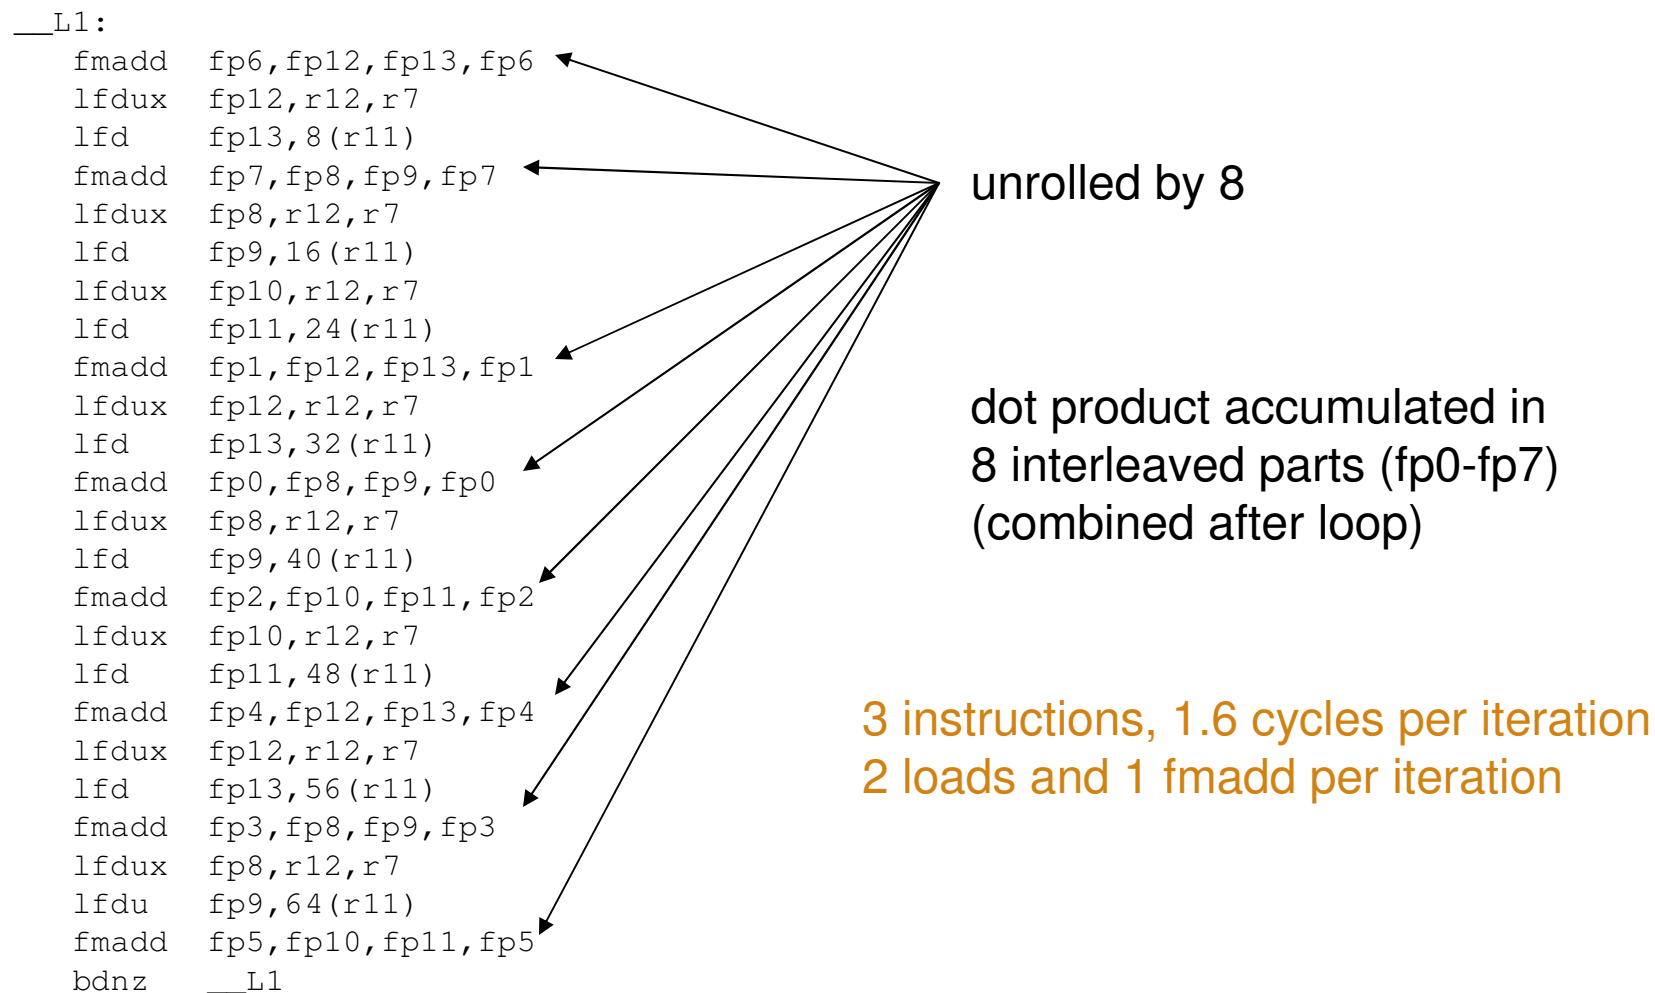 __L1:
fmadd fp6,fp12,fp13,fp6
lfdux fp12,r12,r7
lfd fp13,8(r11)
fmadd fp7,fp8,fp9,fp7
lfdux fp8,r12,r7
lfd fp9,16(r11)
lfdux fp10,r12,r7
lfd fp11,24(r11)
fmadd fp1,fp12,fp13,fp1
lfdux fp12,r12,r7
lfd fp13,32(r11)
fmadd fp0,fp8,fp9,fp0
lfdux fp8,r12,r7
lfd fp9,40(r11)
fmadd fp2,fp10,fp11,fp2
lfdux fp10,r12,r7
lfd fp11,48(r11)
fmadd fp4,fp12,fp13,fp4
lfdux fp12,r12,r7
lfd fp13,56(r11)
fmadd fp3,fp8,fp9,fp3
lfdux fp8,r12,r7
lfdu fp9,64(r11)
fmadd fp5,fp10,fp11,fp5
bdnz __L1
unrolled by 8
dot product accumulated in
8 interleaved parts (fp0-fp7)
(combined after loop)
3 instructions, 1.6 cycles per iteration
2 loads and 1 fmadd per iteration